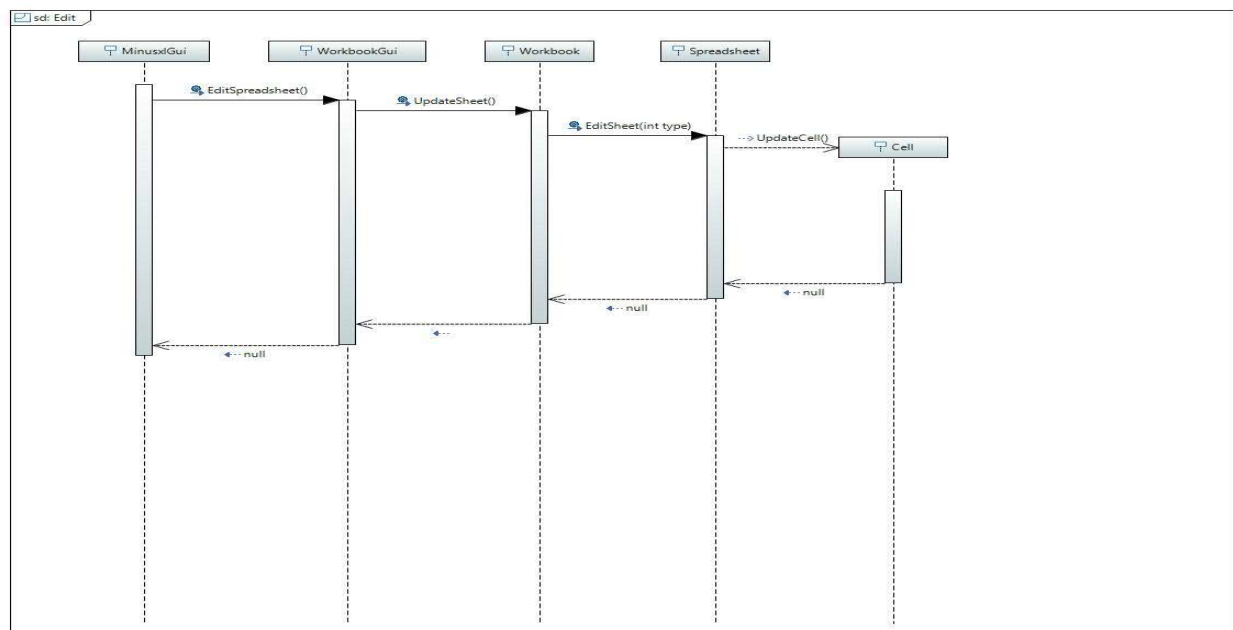 sd: Edit
MinusxlGui
WorkbookGui
Workbook
Spreadsheet
EditSpreadsheet()
UpdateSheet()
EditSheet(int type)
UpdateCell()
Cell
null
null
null